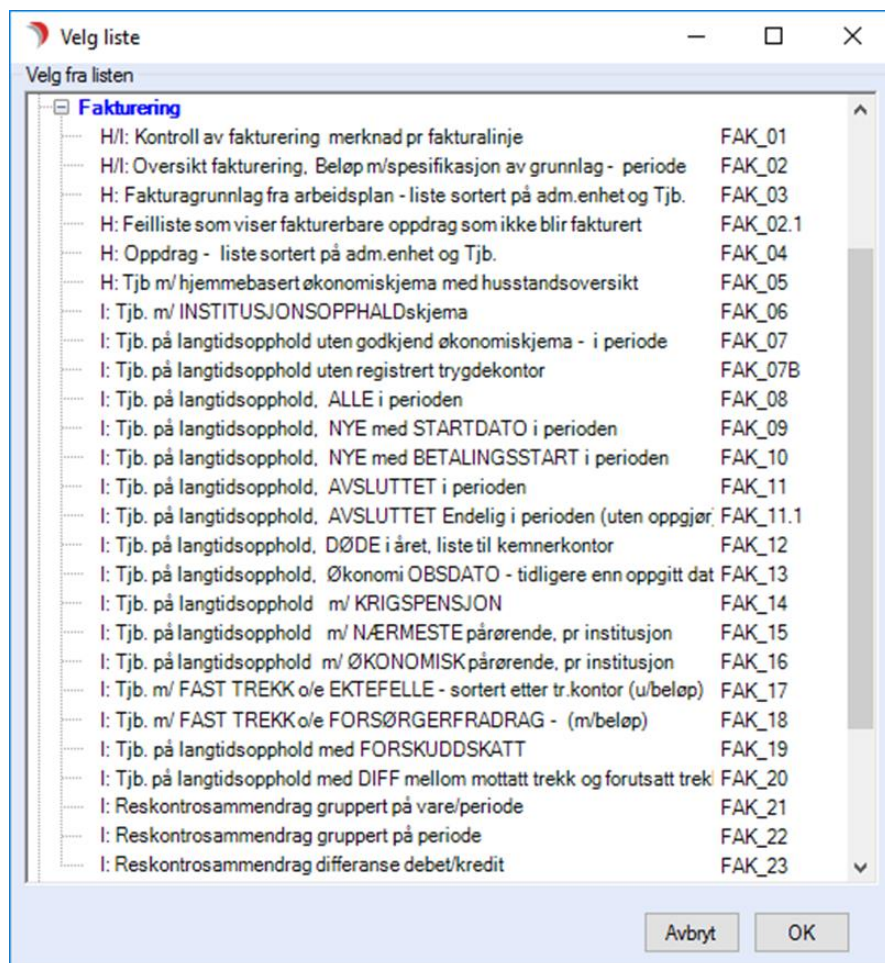 Velg liste
Velg fra listen
Fakturering
H/I: Kontroll av fakturering merknad pr fakturalinje FAK_01
H/I: Oversikt fakturering, Beløp m/spesifikasjon av grunnlag - periode FAK_02
H: Fakturagrunnlag fra arbeidsplan - liste sortert på adm.enhet og Tjb. FAK_03
H: Feilliste som viser fakturerbare oppdrag som ikke blir fakturert FAK_02.1
H: Oppdrag - liste sortert på adm.enhet og Tjb. FAK_04
H: Tjb m/ hjemmebasert økonomiskjema med husstandsoversikt FAK_05
I: Tjb. m/ INSTITUSJONSOPPHALDskjema FAK_06
I: Tjb. på langtidsopphold uten godkjend økonomiskjema - i periode FAK_07
I: Tjb. på langtidsopphold uten registrert trygdekontor FAK_07B
I: Tjb. på langtidsopphold, ALLE i perioden FAK_08
I: Tjb. på langtidsopphold, NYE med STARTDATO i perioden FAK_09
I: Tjb. på langtidsopphold, NYE med BETALINGSSTART i perioden FAK_10
I: Tjb. på langtidsopphold, AVSLUTTET i perioden FAK_11
I: Tjb. på langtidsopphold, AVSLUTTET Endelig i perioden (uten oppgjør FAK_11.1
I: Tjb. på langtidsopphold, DØDE i året, liste til kemnerkontor FAK_12
I: Tjb. på langtidsopphold, Økonomi OBSDATO - tidligere enn oppgitt dat FAK_13
I: Tjb. på langtidsopphold m/ KRIGSPENSJON FAK_14
I: Tjb. på langtidsopphold m/ NÆRMESTE pårørende, pr institusjon FAK_15
I: Tjb. på langtidsopphold m/ ØKONOMISK pårørende, pr institusjon FAK_16
I: Tjb. m/ FAST TREKK o/e EKTEFELLE - sortert etter tr.kontor (u/beløp) FAK_17
I: Tjb. m/ FAST TREKK o/e FORSØRGERFRADRAG - (m/beløp) FAK_18
I: Tjb. på langtidsopphold med FORSKUDDSKATT FAK_19
I: Tjb. på langtidsopphold med DIFF mellom mottatt trekk og forutsatt trek FAK_20
I: Reskontrosammendrag gruppert på vare/periode FAK_21
I: Reskontrosammendrag gruppert på periode FAK_22
I: Reskontrosammendrag differanse debet/kredit FAK_23
Avbryt OK